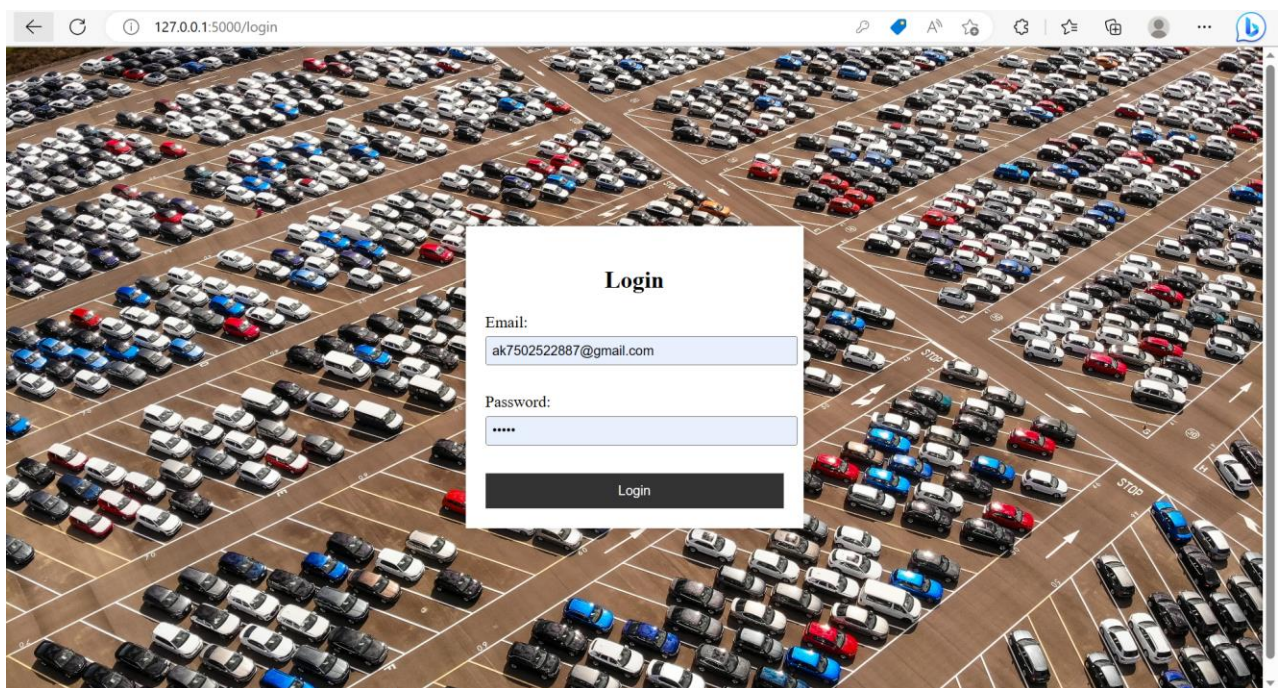 127.0.0.1:5000/login
Login
Email:
ak7502522887@gmail.com
Password:
•••••
Login
STOP
STOP